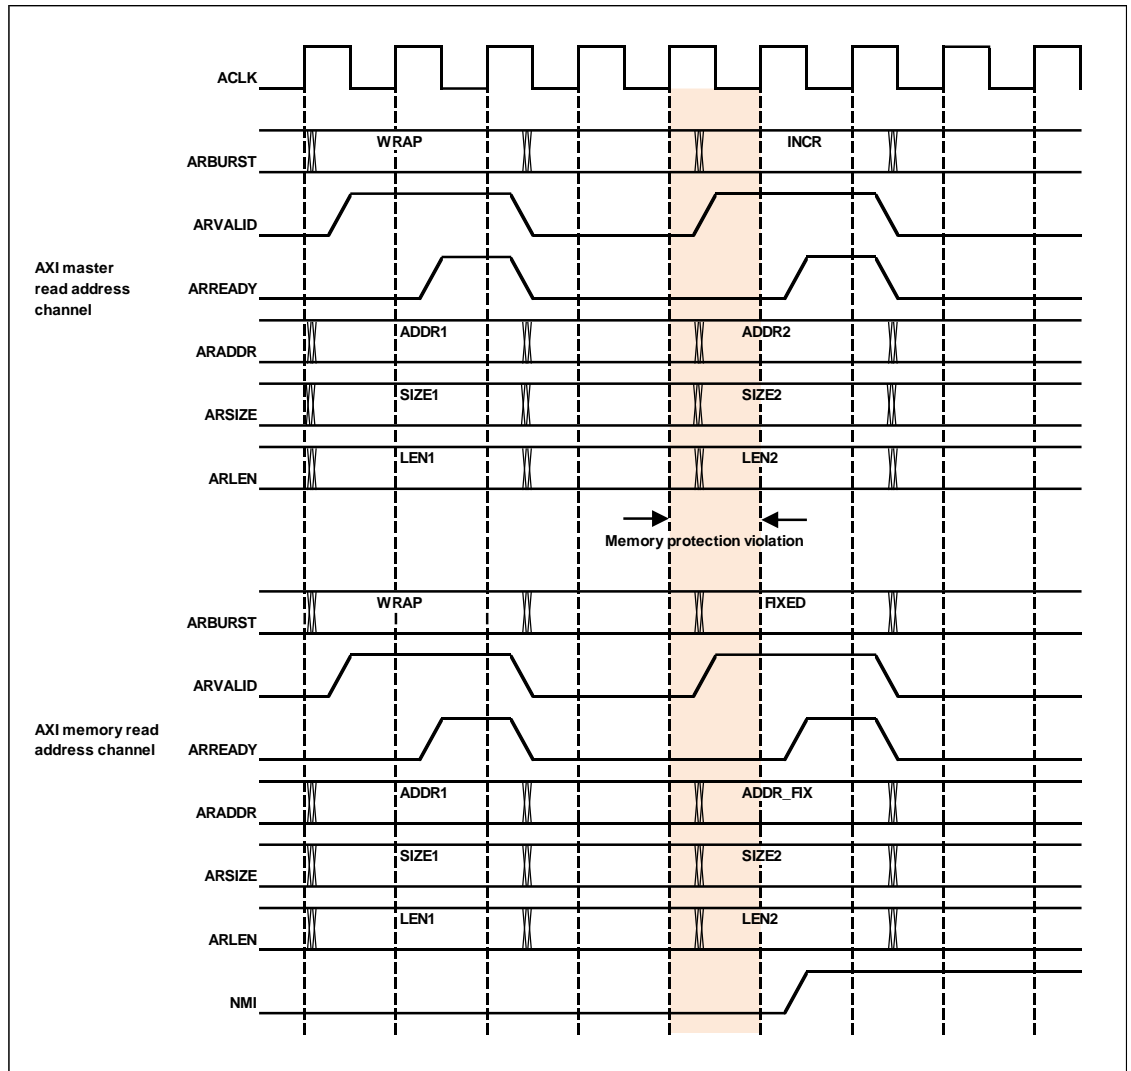 ACLK
WRAP INCR
ARBURST
ARVALID
AXI master
read address
channel
ARREADY
ADDR1 ADDR2
ARADDR
SIZE1 SIZE2
ARSIZE
LEN1 LEN2
ARLEN
Memory protection violation
WRAP FIXED
ARBURST
ARVALID
AXI memory read
address channel
ARREADY
ADDR1 ADDR_FIX
ARADDR
SIZE1 SIZE2
ARSIZE
LEN1 LEN2
ARLEN
NMI